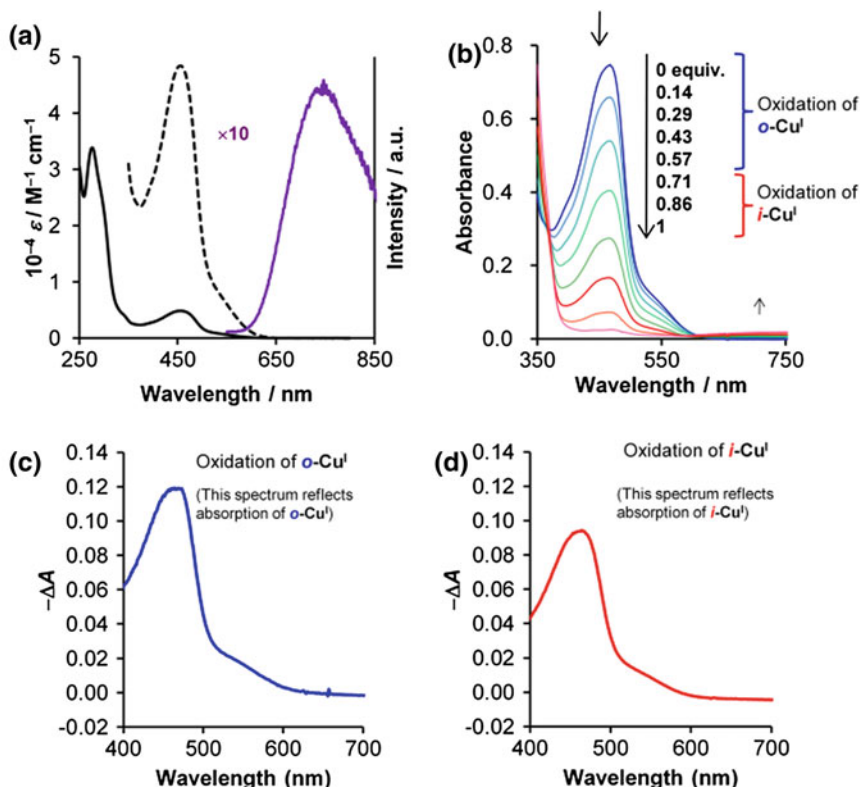 (a)
10⁻⁴ ε / M⁻¹ cm⁻¹
5
4
3
2
1
0
×10
Intensity / a.u.
250 450 650 850
Wavelength / nm
(b)
Absorbance
0.8
0.6
0.4
0.2
0.0
0 equiv.
0.14
0.29
0.43
0.57
0.71
0.86
1
Oxidation of
o-Cuᴵ
Oxidation of
i-Cuᴵ
350 550 750
Wavelength / nm
(c)
−ΔA
0.14
0.12
0.10
0.08
0.06
0.04
0.02
0.00
-0.02
Oxidation of o-Cuᴵ
(This spectrum reflects
absorption of o-Cuᴵ)
400 500 600 700
Wavelength (nm)
(d)
−ΔA
0.14
0.12
0.10
0.08
0.06
0.04
0.02
0.00
-0.02
Oxidation of i-Cuᴵ
(This spectrum reflects
absorption of i-Cuᴵ)
400 500 600 700
Wavelength (nm)